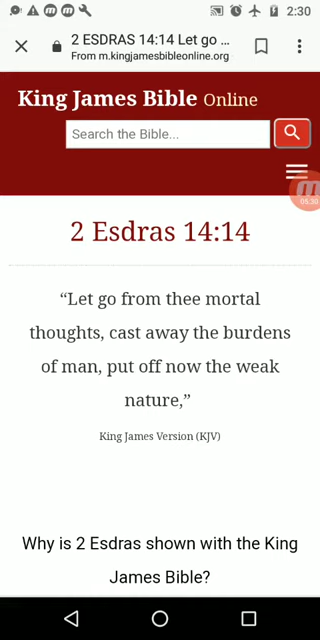 2:30
2 ESDRAS 14:14 Let go ...
From m.kingjamesbibleonline.org
King James Bible Online
Search the Bible...
05:30
2 Esdras 14:14
“Let go from thee mortal
thoughts, cast away the burdens
of man, put off now the weak
nature,”
King James Version (KJV)
Why is 2 Esdras shown with the King
James Bible?